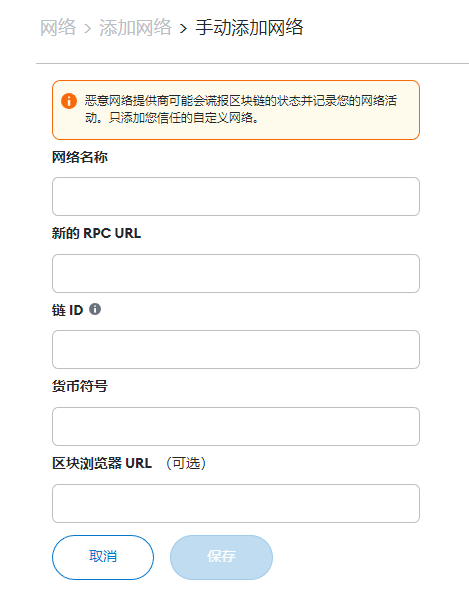 网络 > 添加网络 > 手动添加网络
恶意网络提供商可能会谎报区块链的状态并记录您的网络活
动。只添加您信任的自定义网络。
网络名称
新的 RPC URL
链 ID
货币符号
区块浏览器 URL （可选）
取消 保存